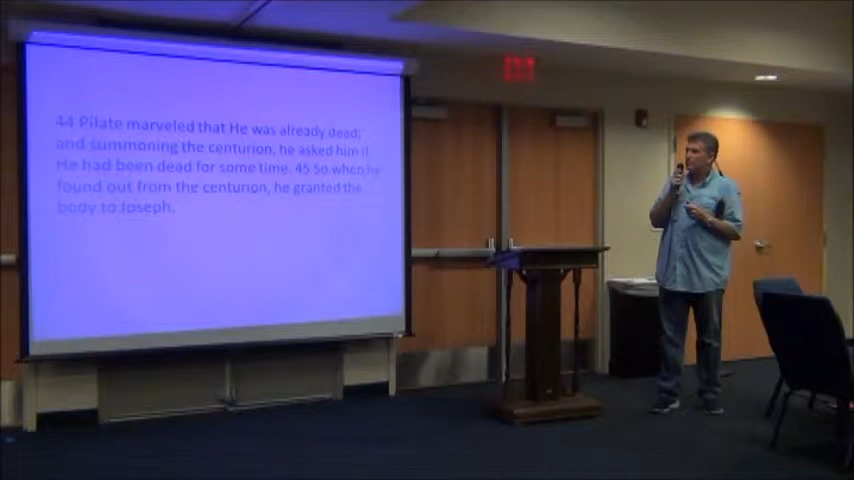 44 Pilate marveled that He was already dead;
and summoning the centurion, he asked him if
He had been dead for some time. 45 So when he
found out from the centurion, he granted the
body to Joseph.
EXIT